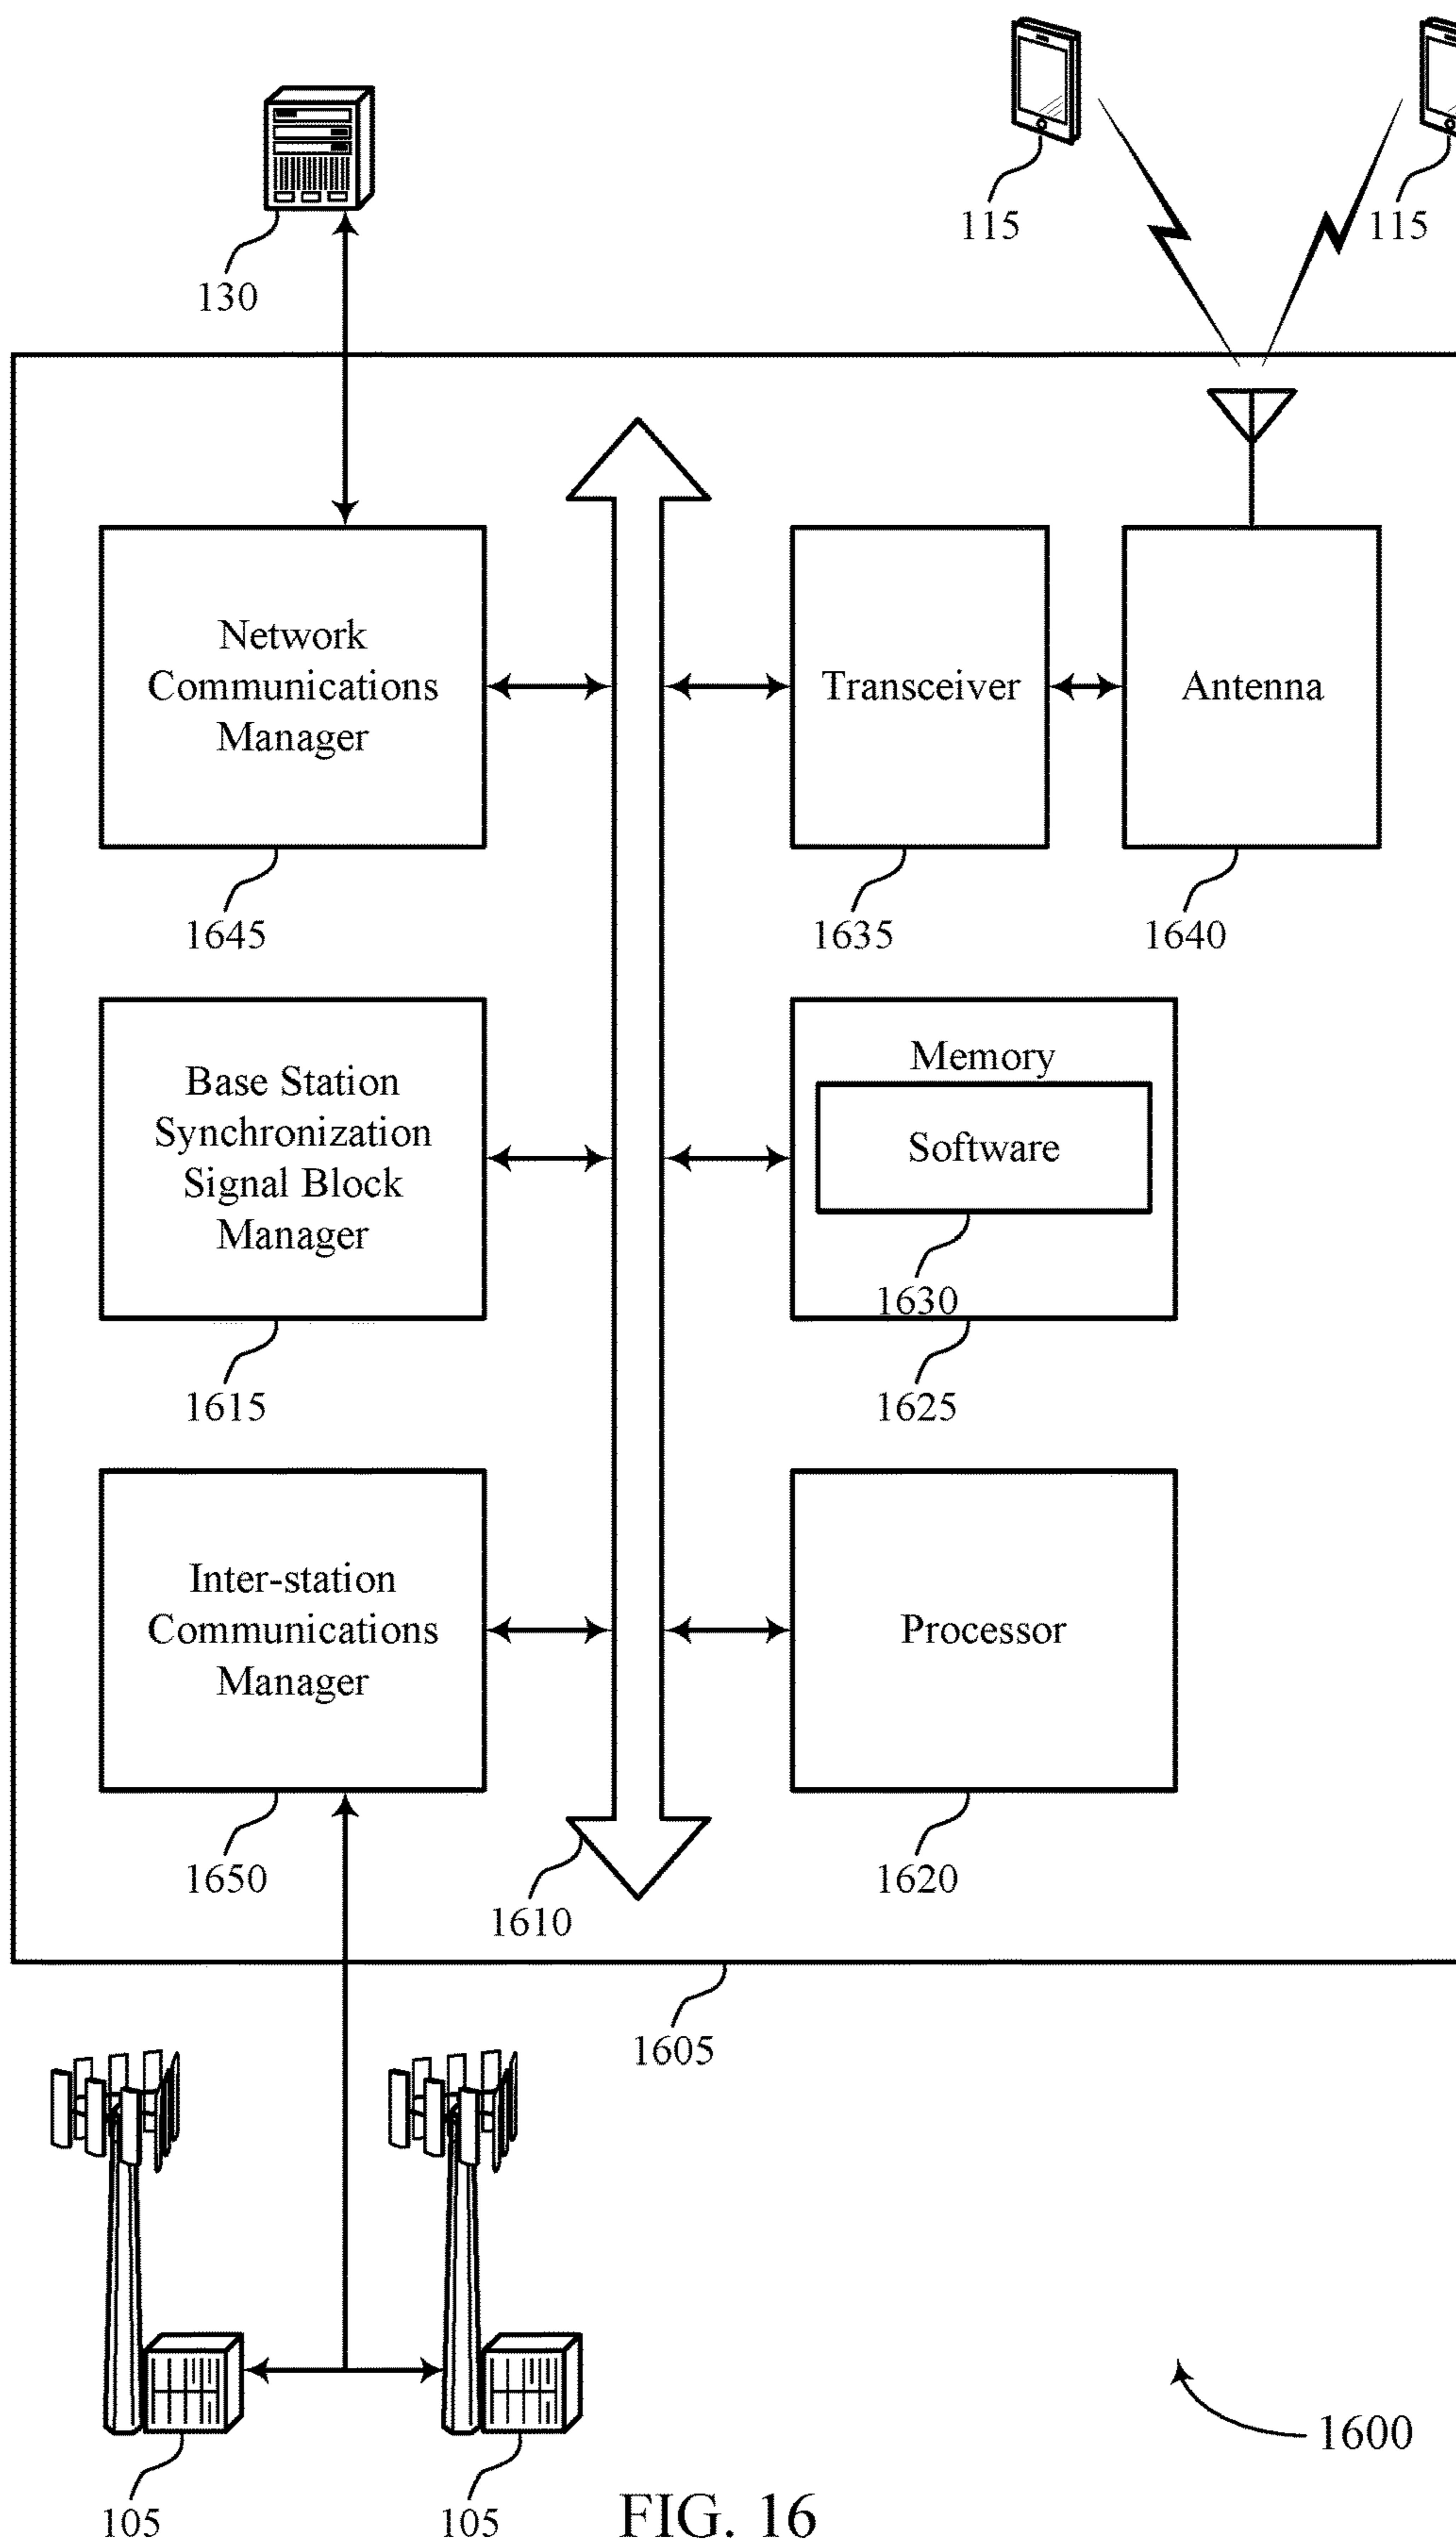 115
115
130
Network
Communications
Manager
Transceiver
Antenna
1645
1635
1640
Base Station
Synchronization
Signal Block
Manager
Memory
Software
1630
1615
1625
Inter-station
Communications
Manager
Processor
1650
1610
1620
1605
1600
105
105
FIG. 16